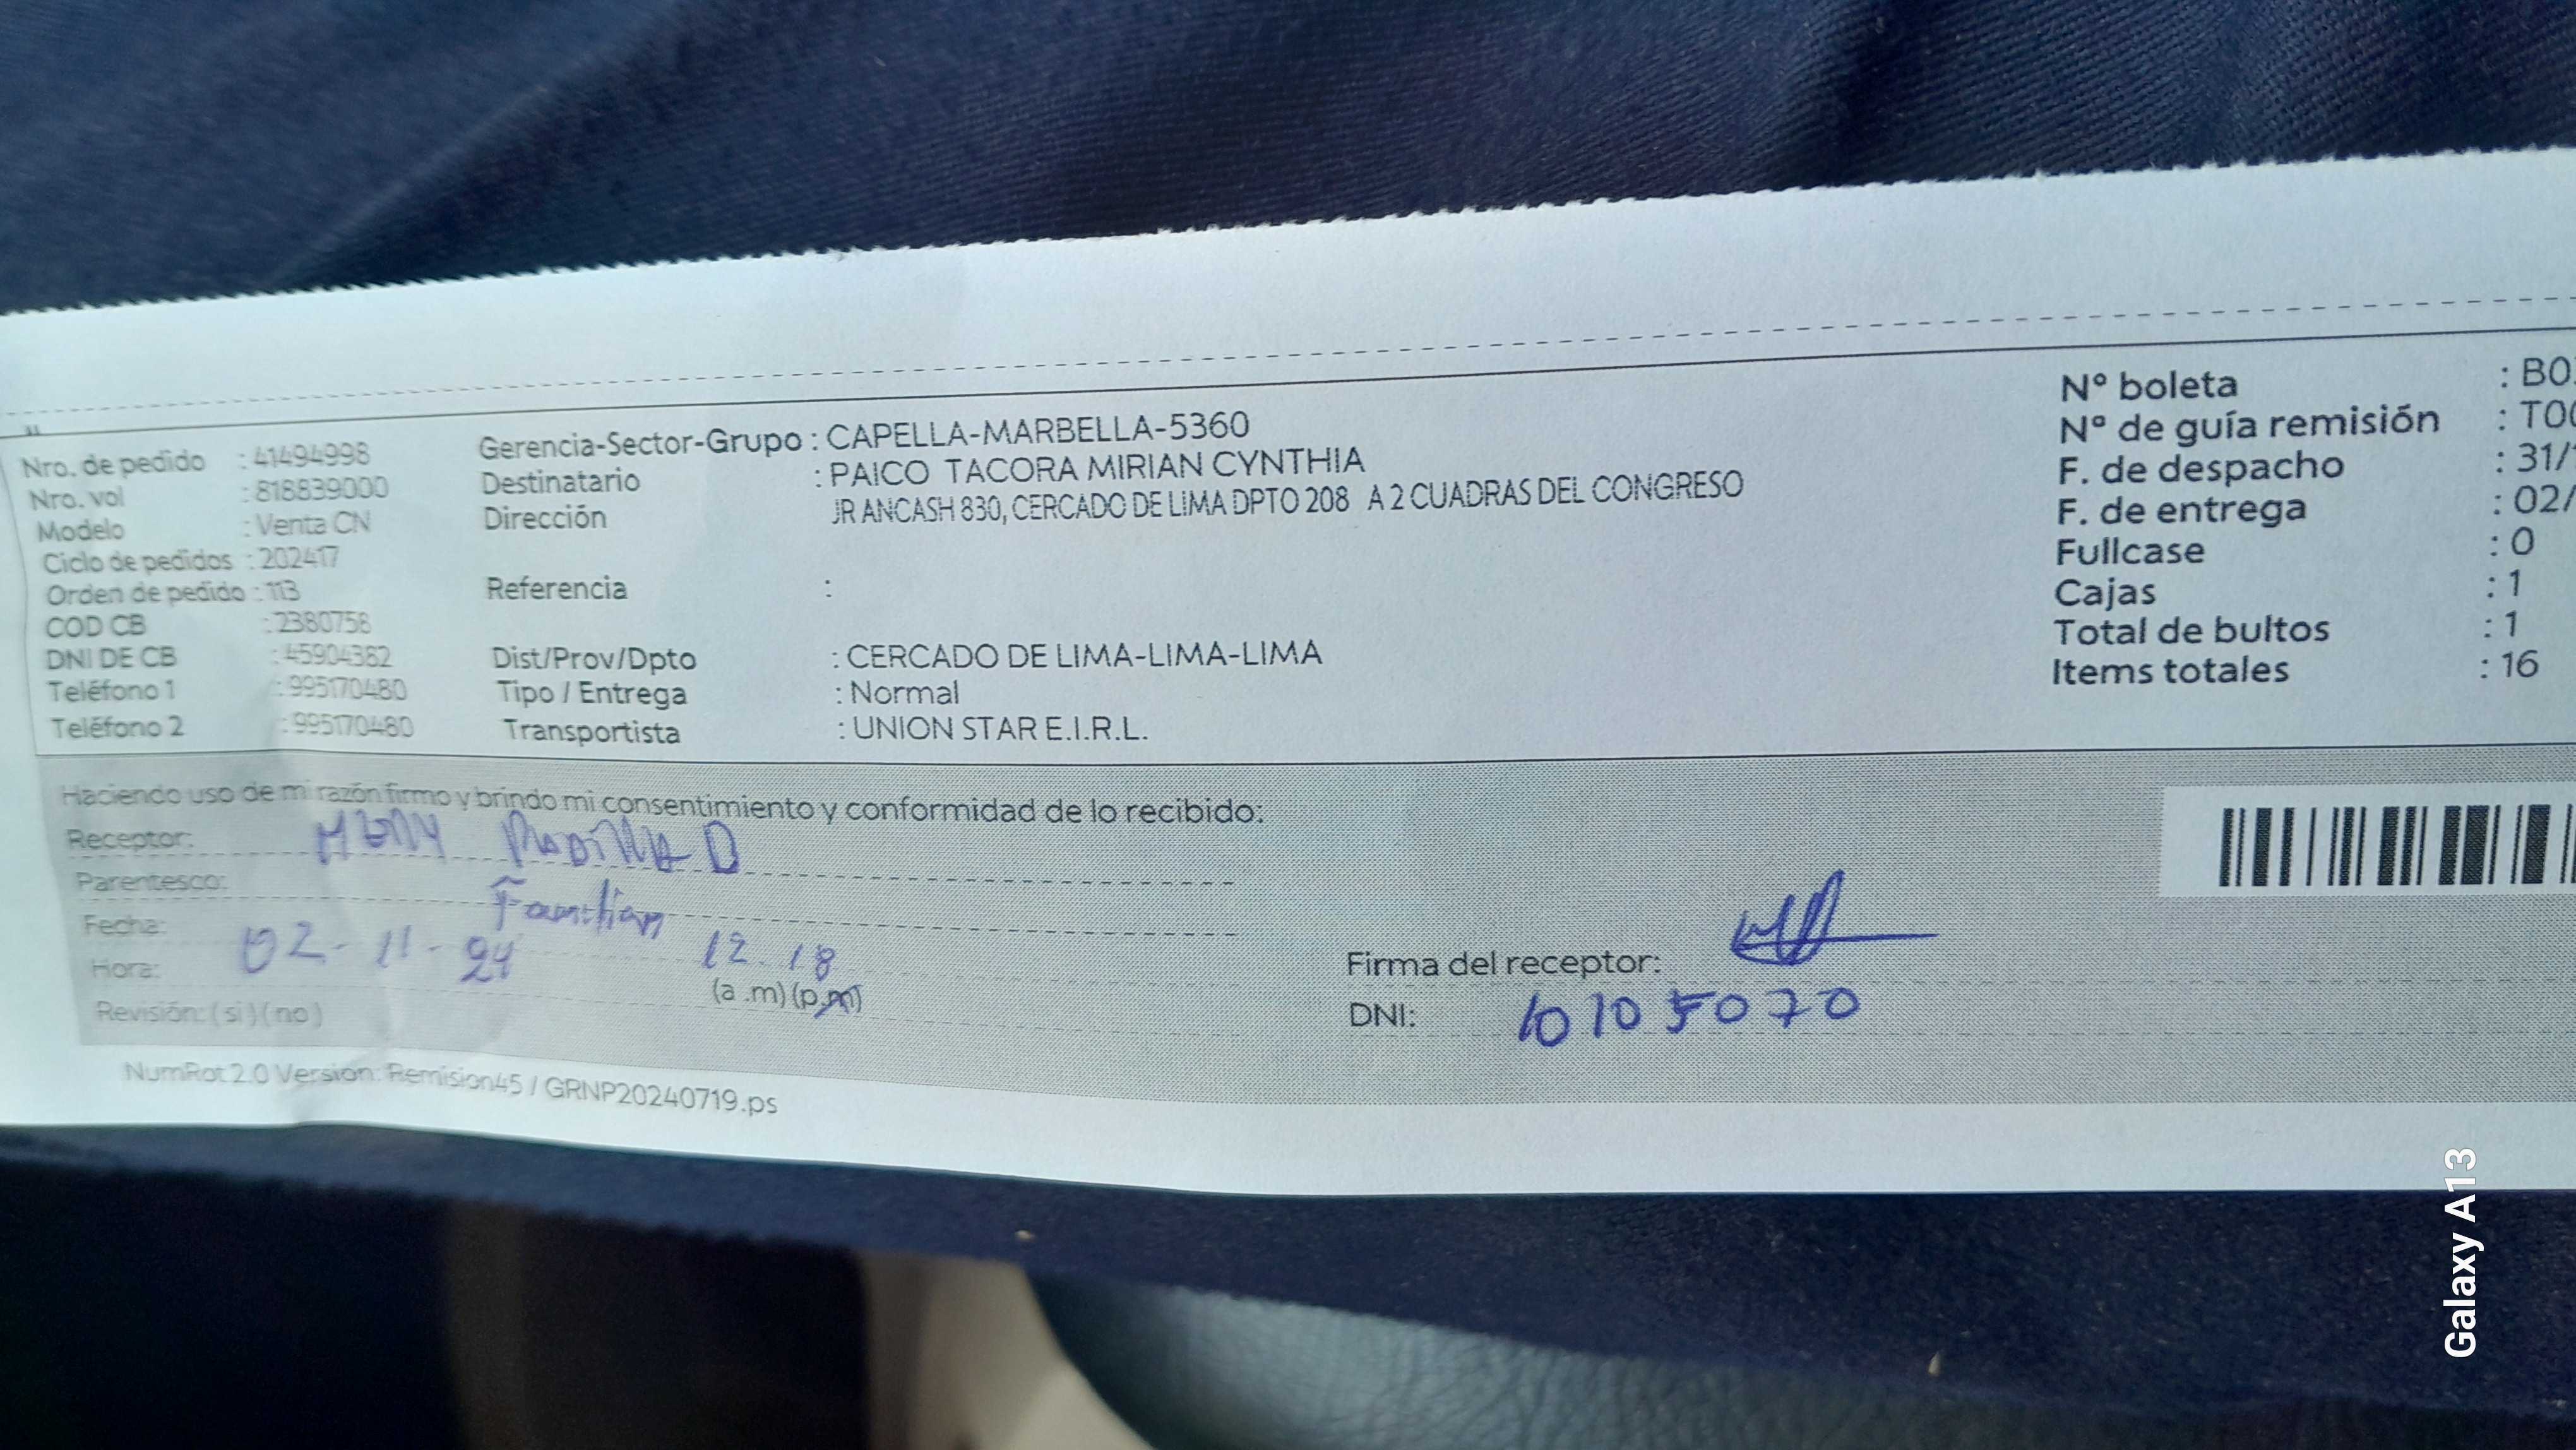 Nro. de pedido : 41494998
Nro. vol : 818839000
Modelo : Venta CN
Ciclo de pedidos : 202417
Orden de pedido : 113
COD CB : 2380758
DNI DE CB : 45904382
Teléfono 1 : 995170480
Teléfono 2 : 995170480
Gerencia-Sector-Grupo : CAPELLA-MARBELLA-5360
Destinatario : PAICO TACORA MIRIAN CYNTHIA
Dirección JR ANCASH 830, CERCADO DE LIMA DPTO 208 A 2 CUADRAS DEL CONGRESO
Referencia :
Dist/Prov/Dpto : CERCADO DE LIMA-LIMA-LIMA
Tipo / Entrega : Normal
Transportista : UNION STAR E.I.R.L.
Nº boleta : B0
Nº de guía remisión : T00
F. de despacho : 31/
F. de entrega : 02/
Fullcase : 0
Cajas : 1
Total de bultos : 1
Items totales : 16
Haciendo uso de mi razón firmo y brindo mi consentimiento y conformidad de lo recibido:
Receptor:
Parentesco: Familiar
Fecha: 02-11-24
Hora: 12.18
(a .m) (p.m)
Revisión: ( si ) ( no )
Firma del receptor:
DNI: 10105070
NumRot 2.0 Versión: Remision45 / GRNP20240719.ps
Galaxy A13